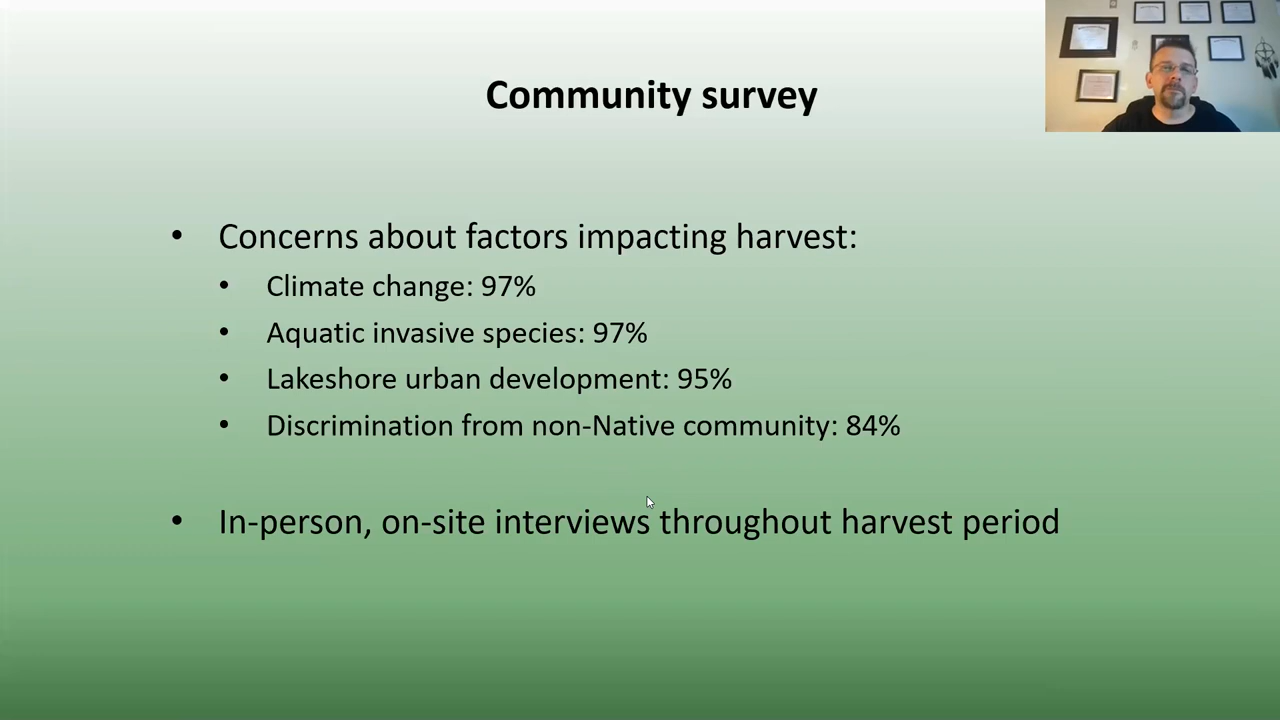 Community survey
• Concerns about factors impacting harvest:
• Climate change: 97%
• Aquatic invasive species: 97%
• Lakeshore urban development: 95%
• Discrimination from non-Native community: 84%
• In-person, on-site interviews throughout harvest period